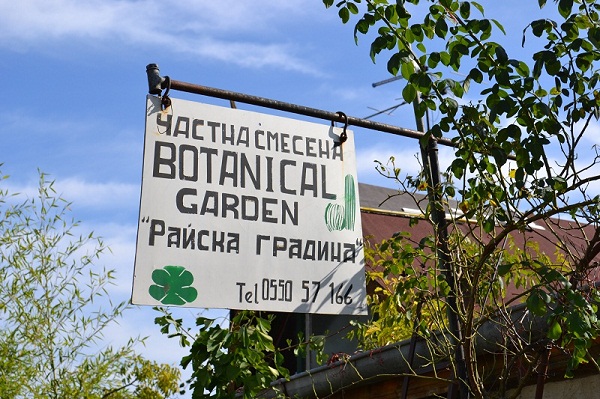 ЧАСТНА СМЕСЕНА
BOTANICAL
GARDEN
"РАЙСКА ГРАДИНА"
Tel 0550 57 166